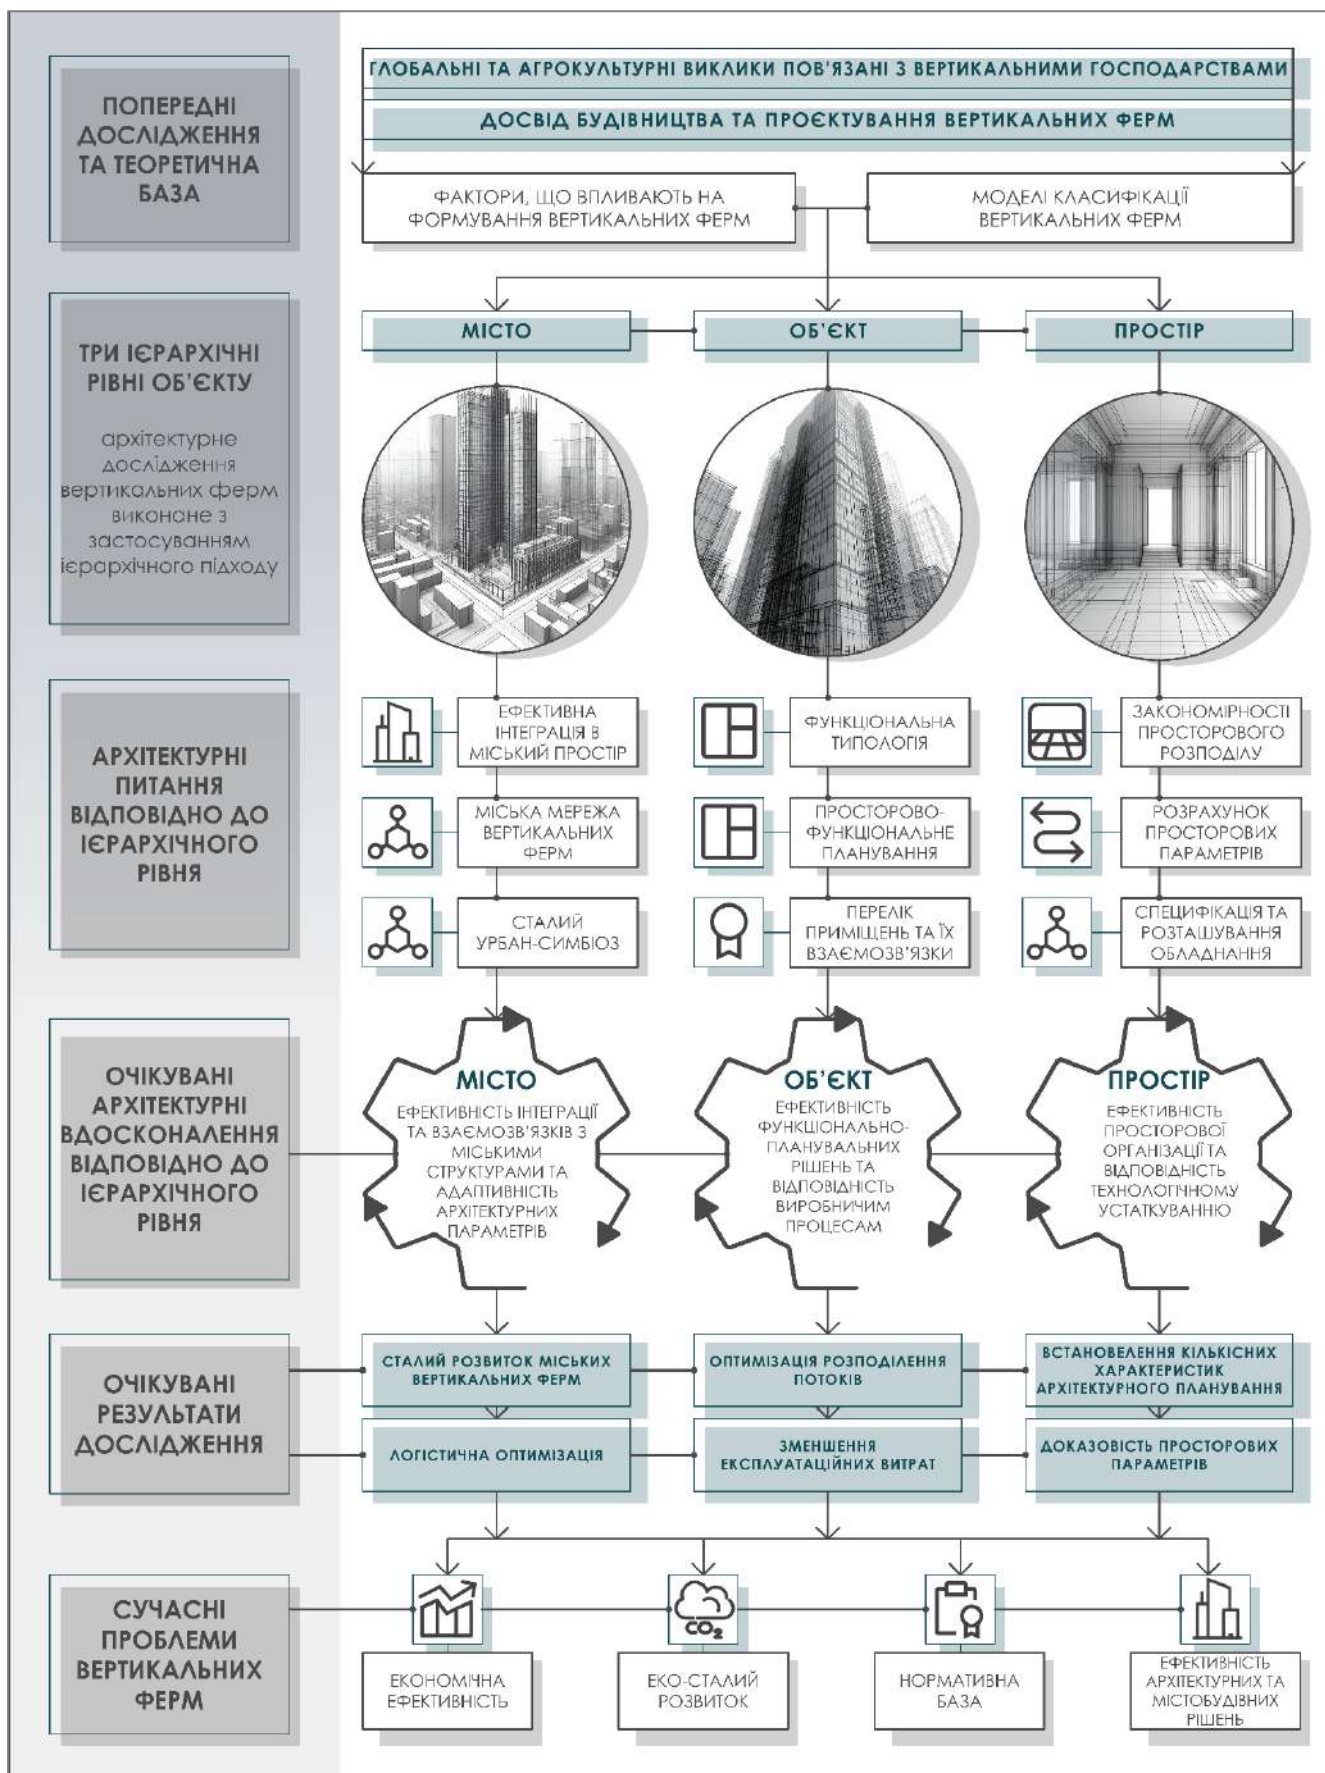 ПОПЕРЕДНІ
ДОСЛІДЖЕННЯ
ТА ТЕОРЕТИЧНА
БАЗА
ГЛОБАЛЬНІ ТА АГРОКУЛЬТУРНІ ВИКЛИКИ ПОВ'ЯЗАНІ З ВЕРТИКАЛЬНИМИ ГОСПОДАРСТВАМИ
ДОСВІД БУДІВНИЦТВА ТА ПРОЄКТУВАННЯ ВЕРТИКАЛЬНИХ ФЕРМ
ФАКТОРИ, ЩО ВПЛИВАЮТЬ НА
ФОРМУВАННЯ ВЕРТИКАЛЬНИХ ФЕРМ
МОДЕЛІ КЛАСИФІКАЦІЇ
ВЕРТИКАЛЬНИХ ФЕРМ
ТРИ ІЄРАРХІЧНІ
РІВНІ ОБ'ЄКТУ
архітектурне
дослідження
вертикальних ферм
виконане з
застосуванням
ієрархічного підходу
МІСТО
ОБ'ЄКТ
ПРОСТІР
АРХІТЕКТУРНІ
ПИТАННЯ
ВІДПОВІДНО ДО
ІЄРАРХІЧНОГО
РІВНЯ
ЕФЕКТИВНА
ІНТЕГРАЦІЯ В
МІСЬКИЙ ПРОСТІР
ФУНКЦІОНАЛЬНА
ТИПОЛОГІЯ
ЗАКОНОМІРНОСТІ
ПРОСТОРОВОГО
РОЗПОДІЛУ
МІСЬКА МЕРЕЖА
ВЕРТИКАЛЬНИХ
ФЕРМ
ПРОСТОРОВО-
ФУНКЦІОНАЛЬНЕ
ПЛАНУВАННЯ
РОЗРАХУНОК
ПРОСТОРОВИХ
ПАРАМЕТРІВ
СТАЛИЙ
УРБАН-СИМБІОЗ
ПЕРЕЛІК
ПРИМІЩЕНЬ ТА ЇХ
ВЗАЄМОЗВ'ЯЗКИ
СПЕЦИФІКАЦІЯ ТА
РОЗТАШУВАННЯ
ОБЛАДНАННЯ
ОЧІКУВАНІ
АРХІТЕКТУРНІ
ВДОСКОНАЛЕННЯ
ВІДПОВІДНО ДО
ІЄРАРХІЧНОГО
РІВНЯ
МІСТО
ЕФЕКТИВНІСТЬ ІНТЕГРАЦІЇ
ТА ВЗАЄМОЗВ'ЯЗКІВ З
МІСЬКИМИ
СТРУКТУРАМИ ТА
АДАПТИВНІСТЬ
АРХІТЕКТУРНИХ
ПАРАМЕТРІВ
ОБ'ЄКТ
ЕФЕКТИВНІСТЬ
ФУНКЦІОНАЛЬНО-
ПЛАНУВАЛЬНИХ
РІШЕНЬ ТА
ВІДПОВІДНІСТЬ
ВИРОБНИЧИМ
ПРОЦЕСАМ
ПРОСТІР
ЕФЕКТИВНІСТЬ
ПРОСТОРОВОЇ
ОРГАНІЗАЦІЇ ТА
ВІДПОВІДНІСТЬ
ТЕХНОЛОГІЧНОМУ
УСТАТКУВАННЮ
ОЧІКУВАНІ
РЕЗУЛЬТАТИ
ДОСЛІДЖЕННЯ
СТАЛИЙ РОЗВИТОК МІСЬКИХ
ВЕРТИКАЛЬНИХ ФЕРМ
ОПТИМІЗАЦІЯ РОЗПОДІЛЕННЯ
ПОТОКІВ
ВСТАНОВЕЛЕННЯ КІЛЬКІСНИХ
ХАРАКТЕРИСТИК
АРХІТЕКТУРНОГО ПЛАНУВАННЯ
ЛОГІСТИЧНА ОПТИМІЗАЦІЯ
ЗМЕНШЕННЯ
ЕКСПЛУАТАЦІЙНИХ ВИТРАТ
ДОКАЗОВІСТЬ ПРОСТОРОВИХ
ПАРАМЕТРІВ
СУЧАСНІ
ПРОБЛЕМИ
ВЕРТИКАЛЬНИХ
ФЕРМ
CO₂
ЕКОНОМІЧНА
ЕФЕКТИВНІСТЬ
ЕКО-СТАЛИЙ
РОЗВИТОК
НОРМАТИВНА
БАЗА
ЕФЕКТИВНІСТЬ
АРХІТЕКТУРНИХ ТА
МІСТОБУДІВНИХ
РІШЕНЬ